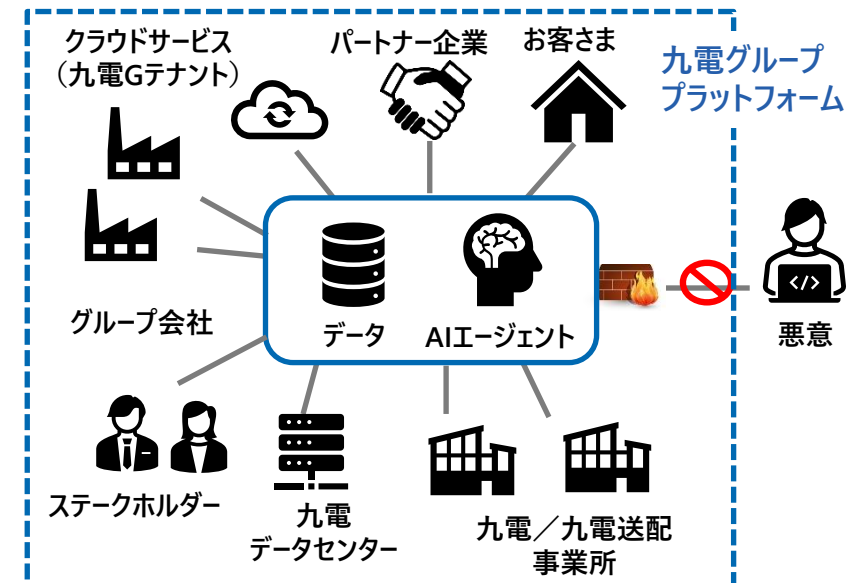 クラウドサービス
（九電Gテナント）
パートナー企業
お客さま
九電グループ
プラットフォーム
グループ会社
データ
AIエージェント
</>
悪意
ステークホルダー
九電
データセンター
九電／九電送配
事業所